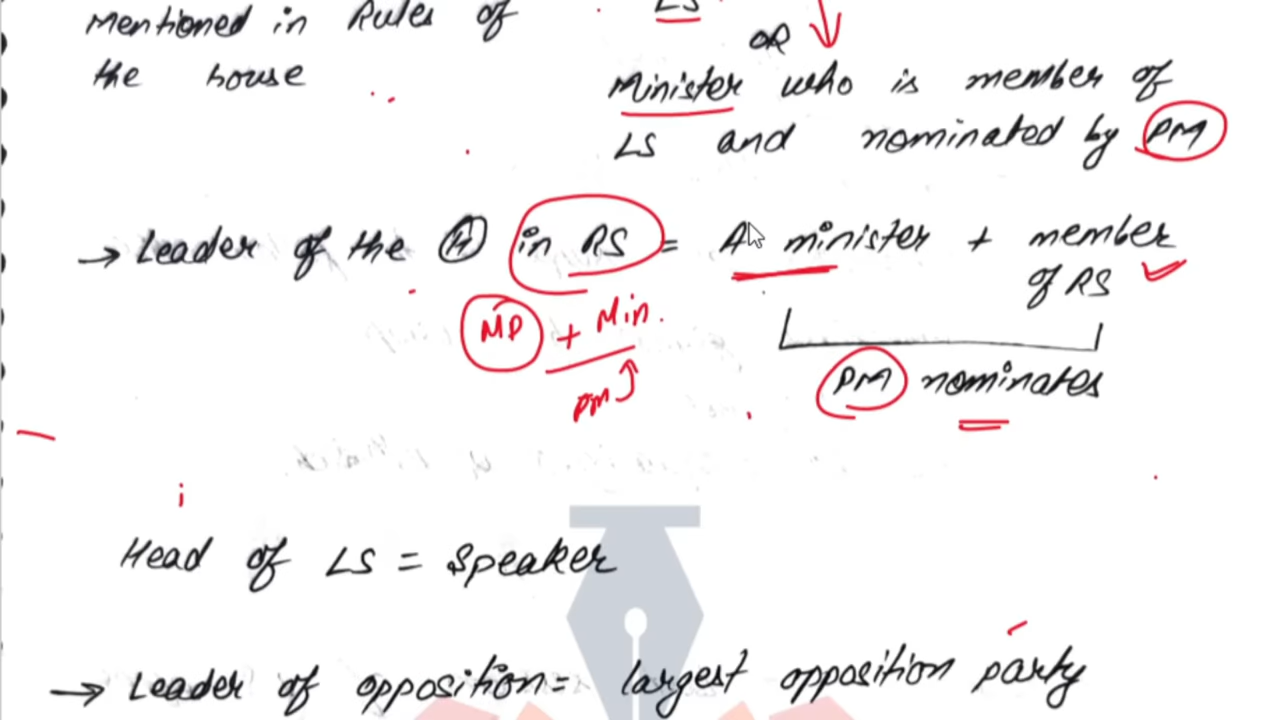 Mentioned in Rules of
the house
LS
OR
Minister who is member of
LS and nominated by PM
→ Leader of the (H) in RS = A minister + member
of RS
MP + Min.
PM
PM nominates
Head of LS = Speaker
→ Leader of opposition = largest opposition party